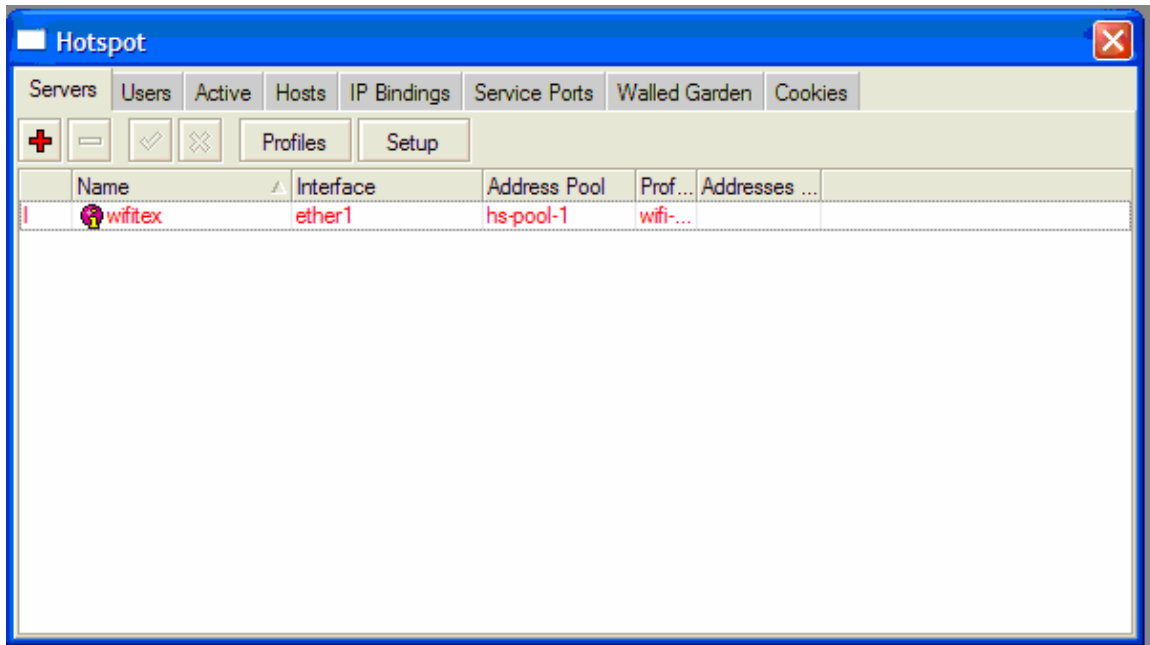 Hotspot
Servers Users Active Hosts IP Bindings Service Ports Walled Garden Cookies
Profiles Setup
Name Interface Address Pool Prof... Addresses ...
I wifitex ether1 hs-pool-1 wifi-...